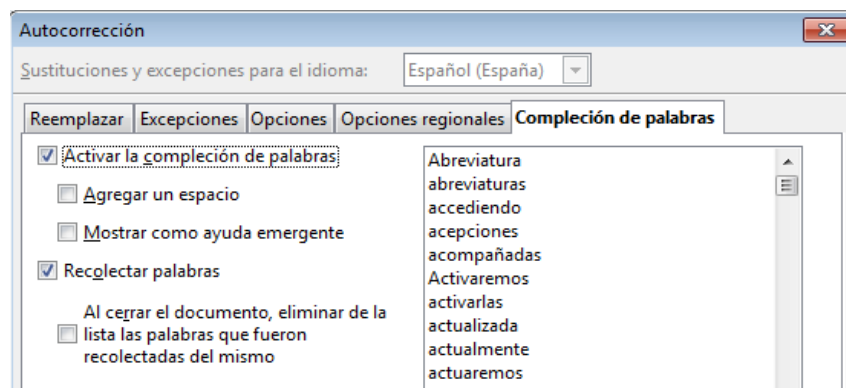 Autocorrección
Sustituciones y excepciones para el idioma: Español (España)
Reemplazar Excepciones Opciones Opciones regionales Compleción de palabras
Activar la compleción de palabras
Agregar un espacio
Mostrar como ayuda emergente
Recolectar palabras
Al cerrar el documento, eliminar de la
lista las palabras que fueron
recolectadas del mismo
Abreviatura
abreviaturas
accediendo
acepciones
acompañadas
Activaremos
activarlas
actualizada
actualmente
actuaremos